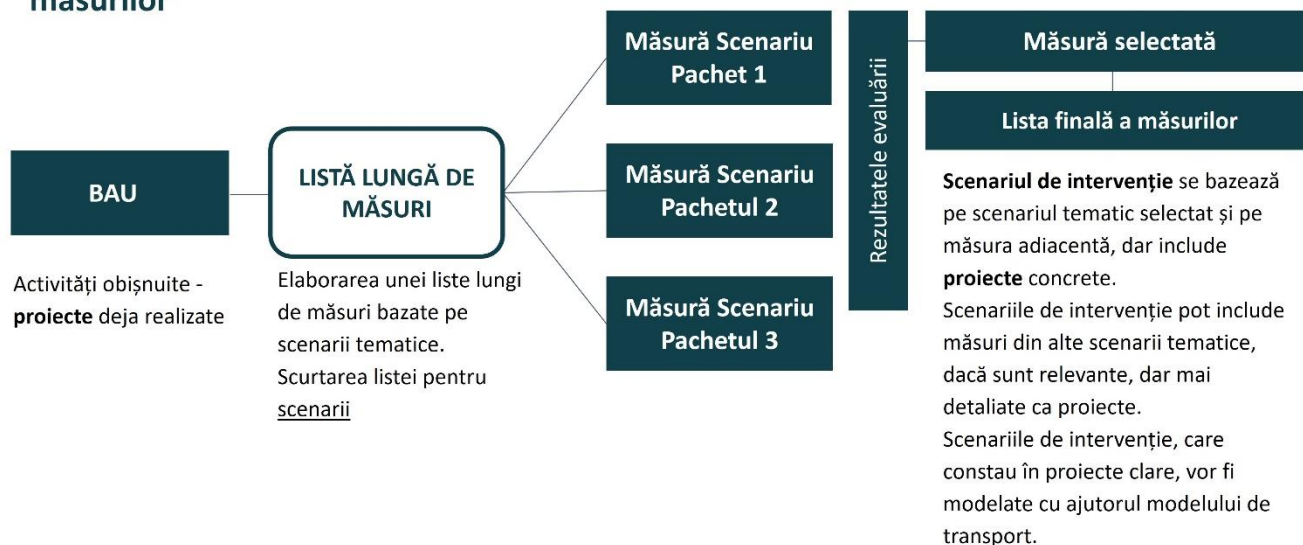 măsurilor
BAU
Activități obișnuite -
proiecte deja realizate
LISTĂ LUNGĂ DE
MĂSURI
Elaborarea unei liste lungi
de măsuri bazate pe
scenarii tematice.
Scurtarea listei pentru
scenarii
Măsură Scenariu
Pachet 1
Măsură Scenariu
Pachetul 2
Măsură Scenariu
Pachetul 3
Rezultatele evaluării
Măsură selectată
Lista finală a măsurilor
Scenariul de intervenție se bazează
pe scenariul tematic selectat și pe
măsura adiacentă, dar include
proiecte concrete.
Scenariile de intervenție pot include
măsuri din alte scenarii tematice,
dacă sunt relevante, dar mai
detaliate ca proiecte.
Scenariile de intervenție, care
constau în proiecte clare, vor fi
modelate cu ajutorul modelului de
transport.